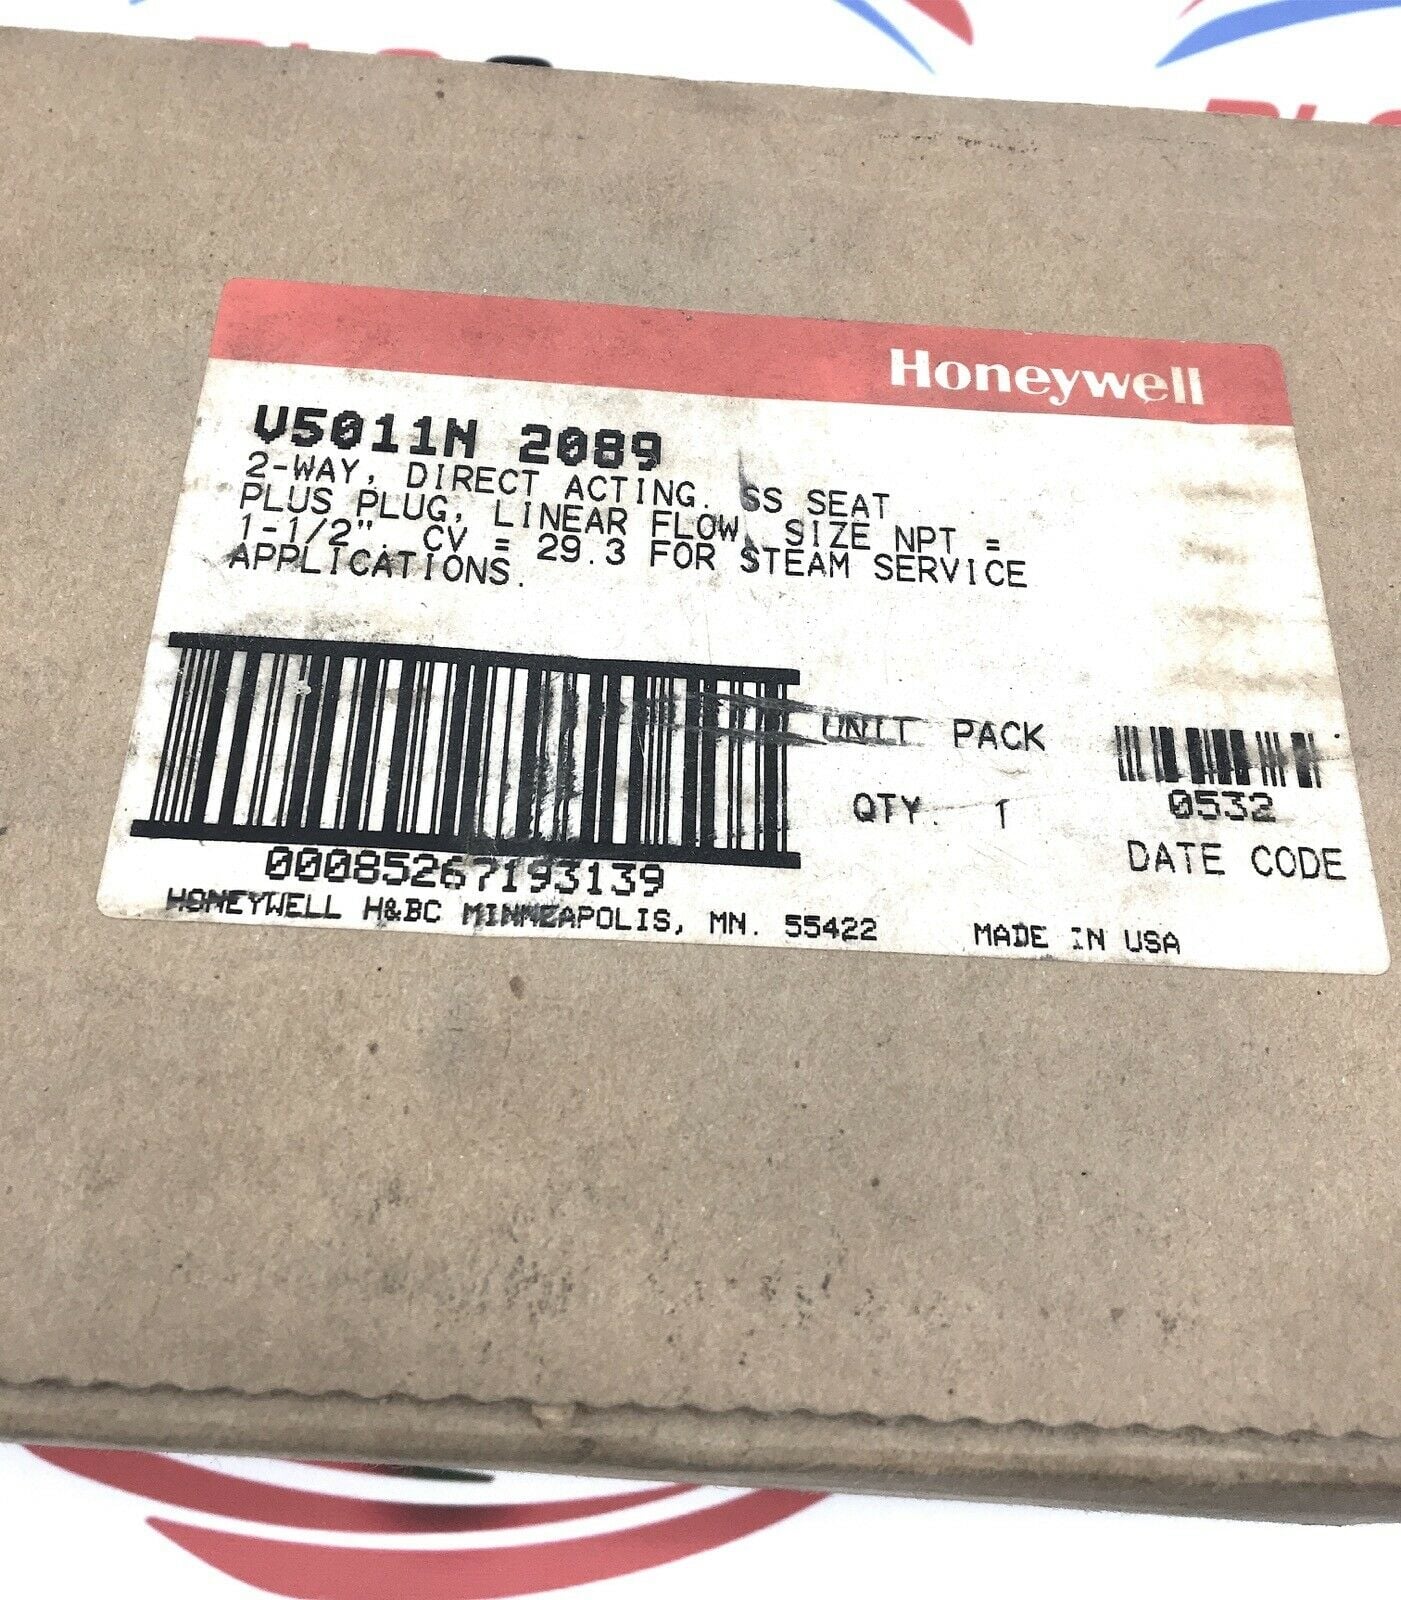 Honeywell
V5011N 2089
2-WAY, DIRECT ACTING. SS SEAT
PLUS PLUG, LINEAR FLOW, SIZE NPT =
1-1/2". CV = 29.3 FOR STEAM SERVICE
APPLICATIONS.
UNIT PACK
QTY. 1
0532
DATE CODE
00085267193139
HONEYWELL H&BC MINNEAPOLIS, MN. 55422 MADE IN USA